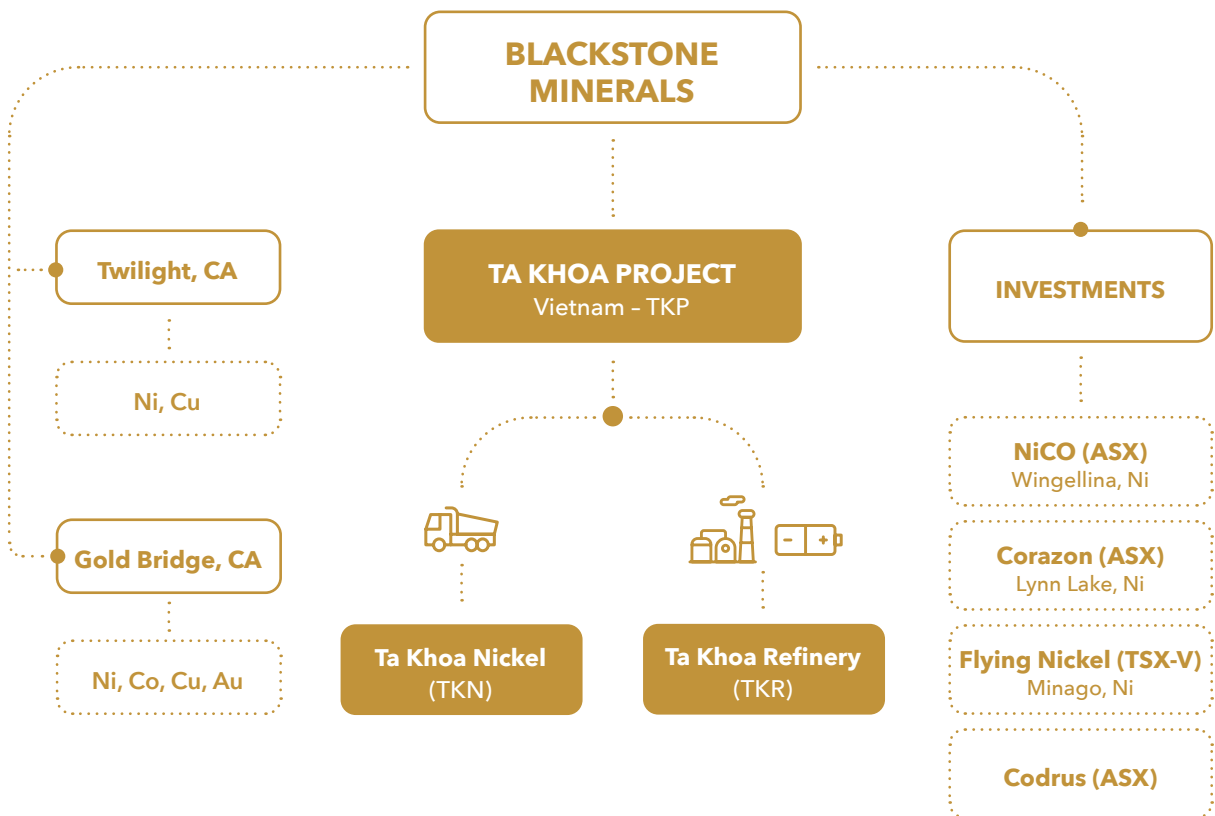 BLACKSTONE
MINERALS
Twilight, CA
Ni, Cu
Gold Bridge, CA
Ni, Co, Cu, Au
TA KHOA PROJECT
Vietnam – TKP
Ta Khoa Nickel
(TKN)
Ta Khoa Refinery
(TKR)
INVESTMENTS
NiCO (ASX)
Wingellina, Ni
Corazon (ASX)
Lynn Lake, Ni
Flying Nickel (TSX-V)
Minago, Ni
Codrus (ASX)